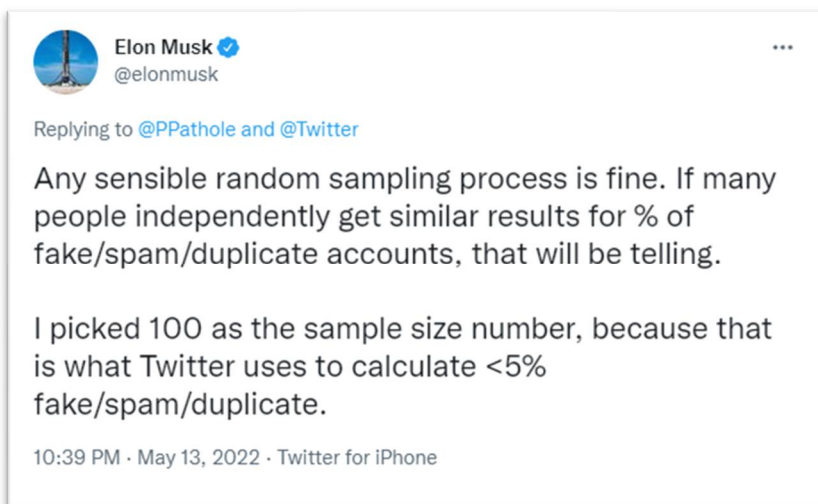 Elon Musk
@elonmusk
Replying to @PPathole and @Twitter
Any sensible random sampling process is fine. If many
people independently get similar results for % of
fake/spam/duplicate accounts, that will be telling.
I picked 100 as the sample size number, because that
is what Twitter uses to calculate <5%
fake/spam/duplicate.
10:39 PM · May 13, 2022 · Twitter for iPhone